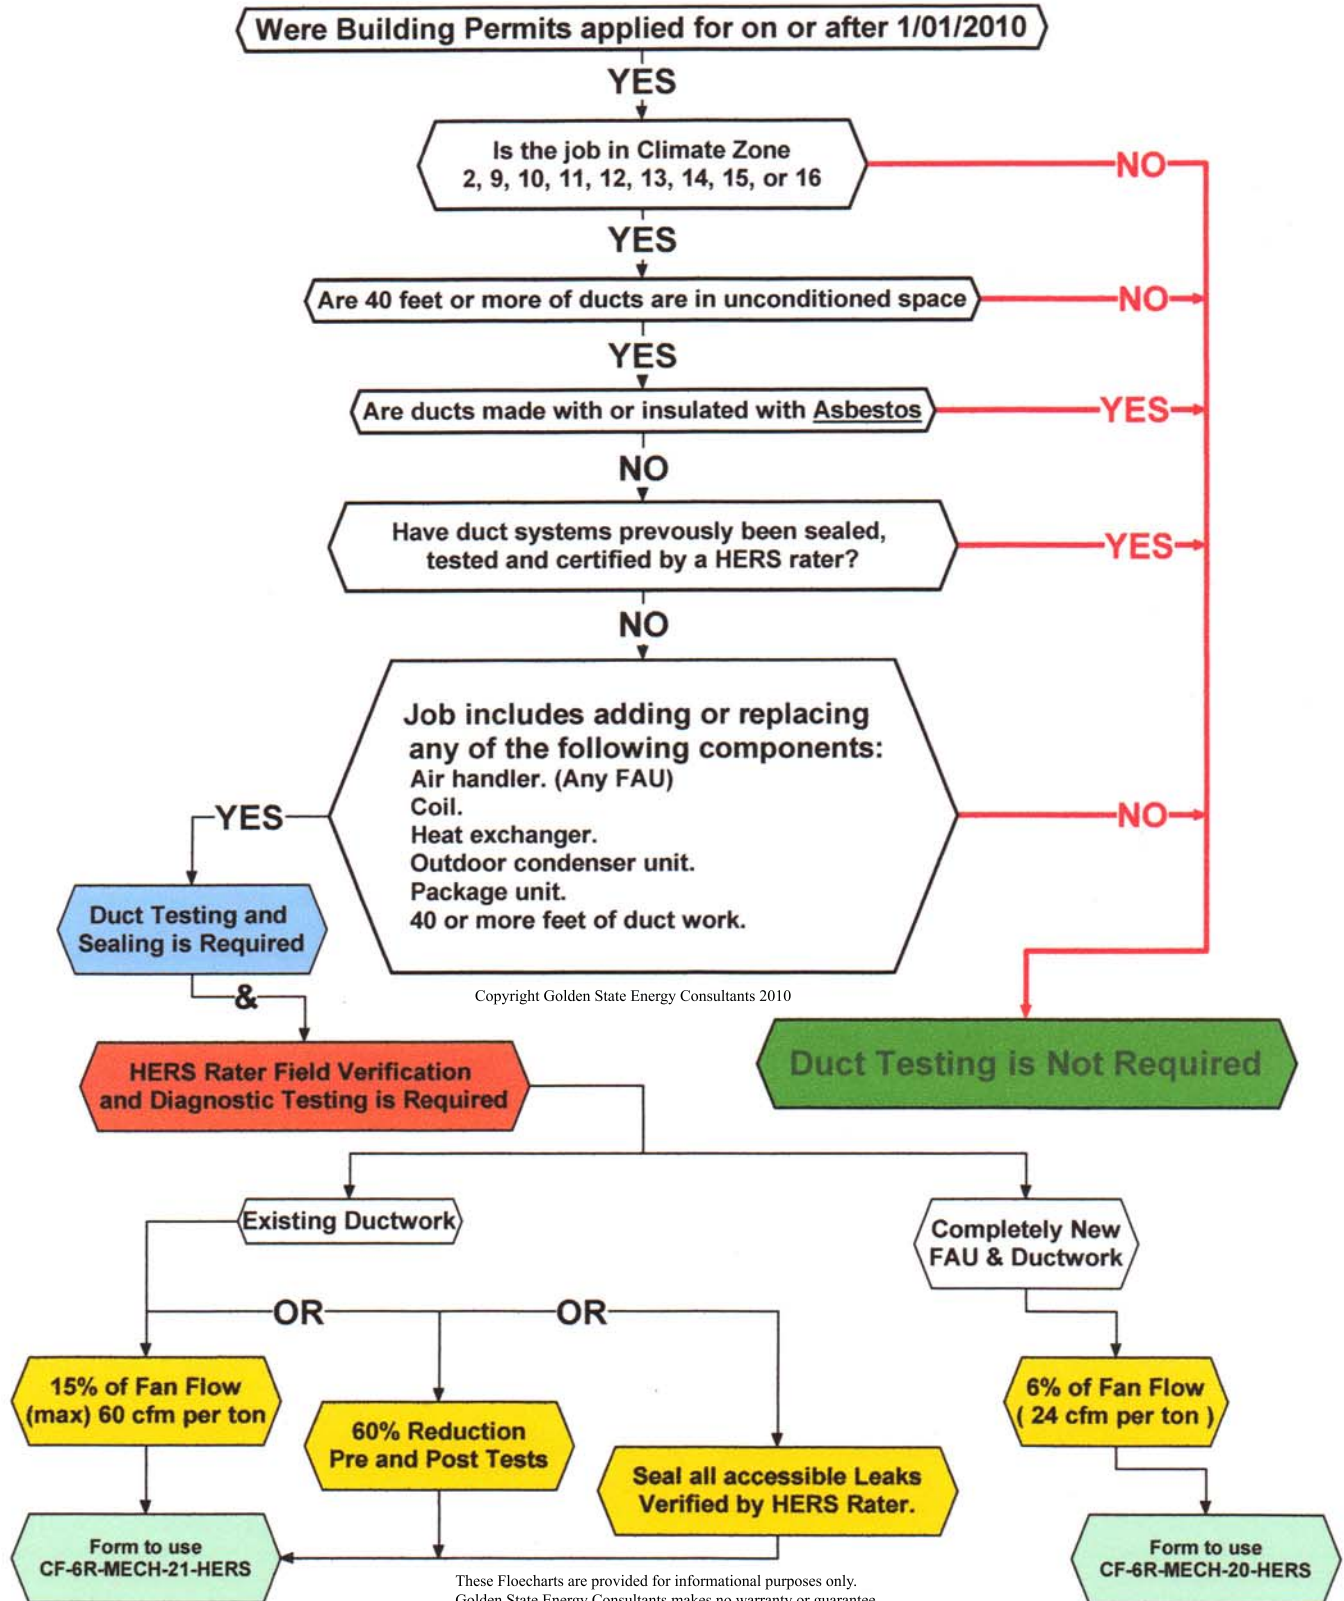 Were Building Permits applied for on or after 1/01/2010
YES
Is the job in Climate Zone
2, 9, 10, 11, 12, 13, 14, 15, or 16
NO
YES
Are 40 feet or more of ducts are in unconditioned space
NO
YES
Are ducts made with or insulated with Asbestos
YES
NO
Have duct systems prevously been sealed,
tested and certified by a HERS rater?
YES
NO
Job includes adding or replacing
any of the following components:
Air handler. (Any FAU)
Coil.
Heat exchanger.
Outdoor condenser unit.
Package unit.
40 or more feet of duct work.
YES
NO
Duct Testing and
Sealing is Required
&
Copyright Golden State Energy Consultants 2010
HERS Rater Field Verification
and Diagnostic Testing is Required
Duct Testing is Not Required
Existing Ductwork
Completely New
FAU & Ductwork
OR
OR
15% of Fan Flow
(max) 60 cfm per ton
60% Reduction
Pre and Post Tests
Seal all accessible Leaks
Verified by HERS Rater.
6% of Fan Flow
( 24 cfm per ton )
Form to use
CF-6R-MECH-21-HERS
Form to use
CF-6R-MECH-20-HERS
These Floecharts are provided for informational purposes only.
Golden State Energy Consultants makes no warranty or guarantee